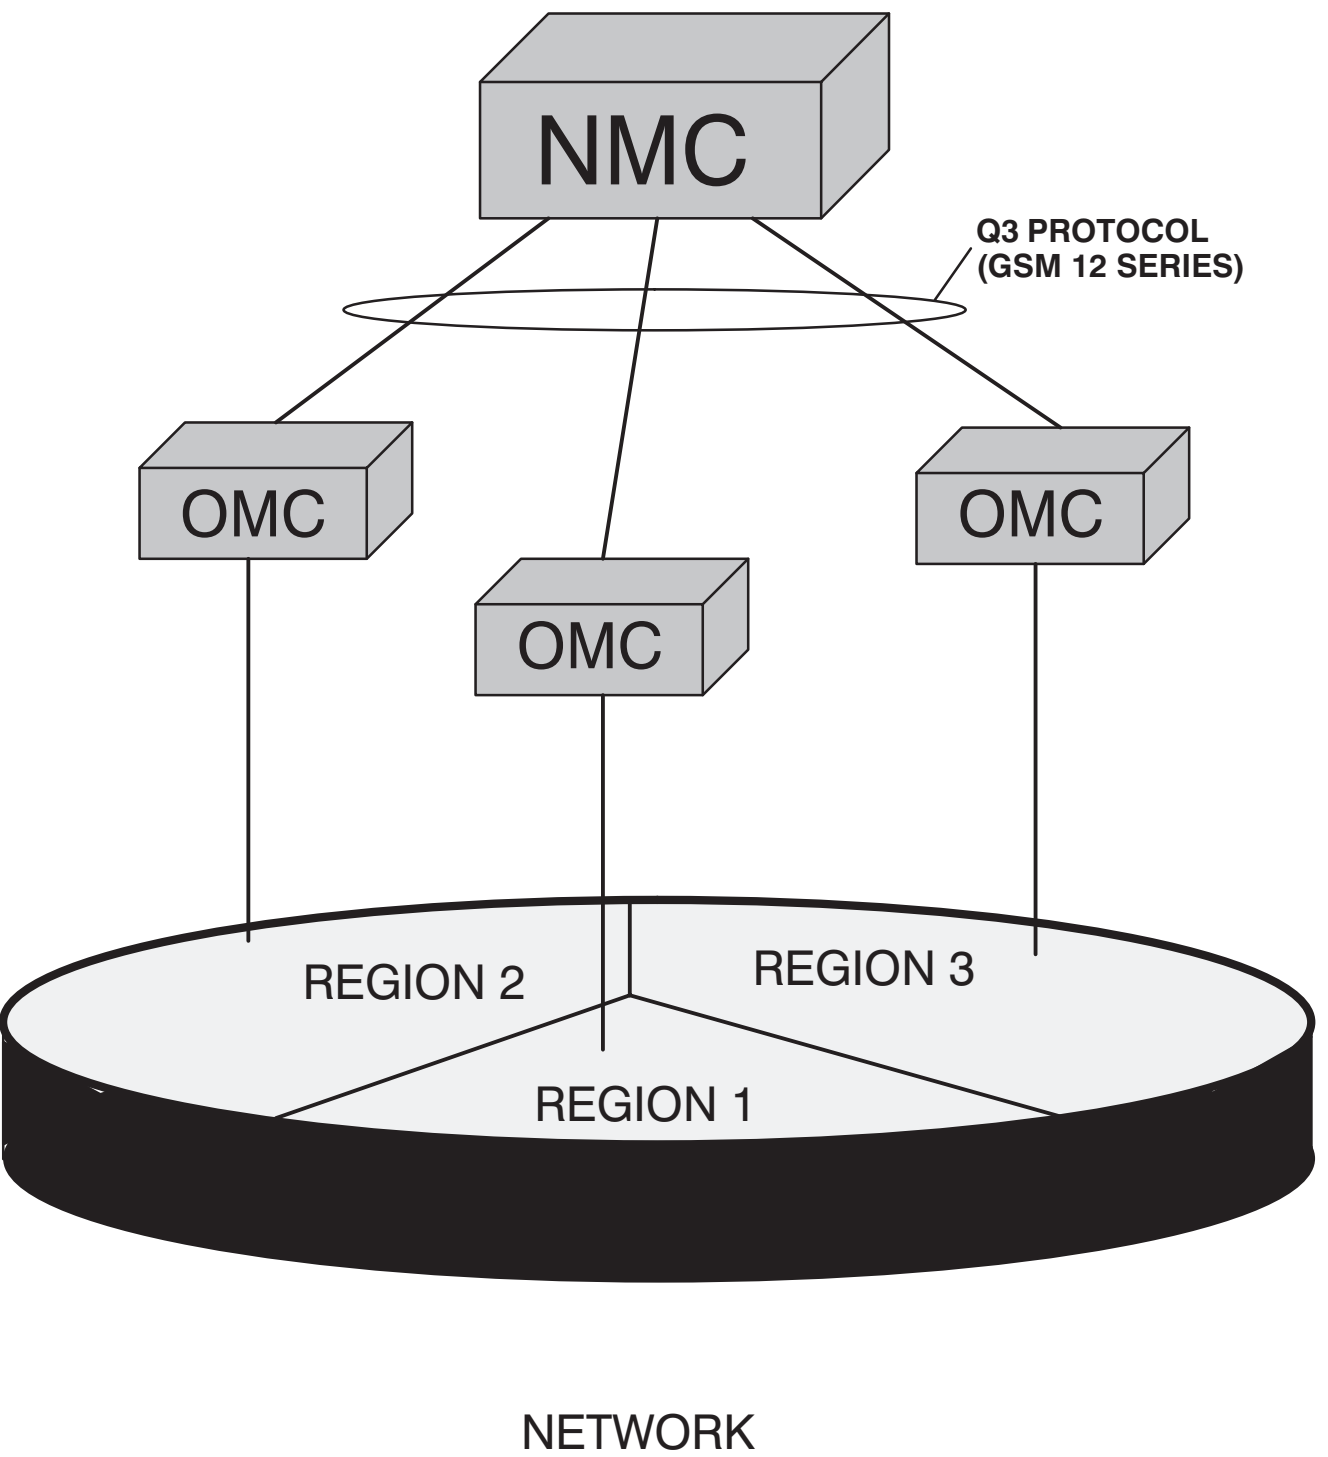 NMC
Q3 PROTOCOL
(GSM 12 SERIES)
OMC
OMC
OMC
REGION 2
REGION 3
REGION 1
NETWORK